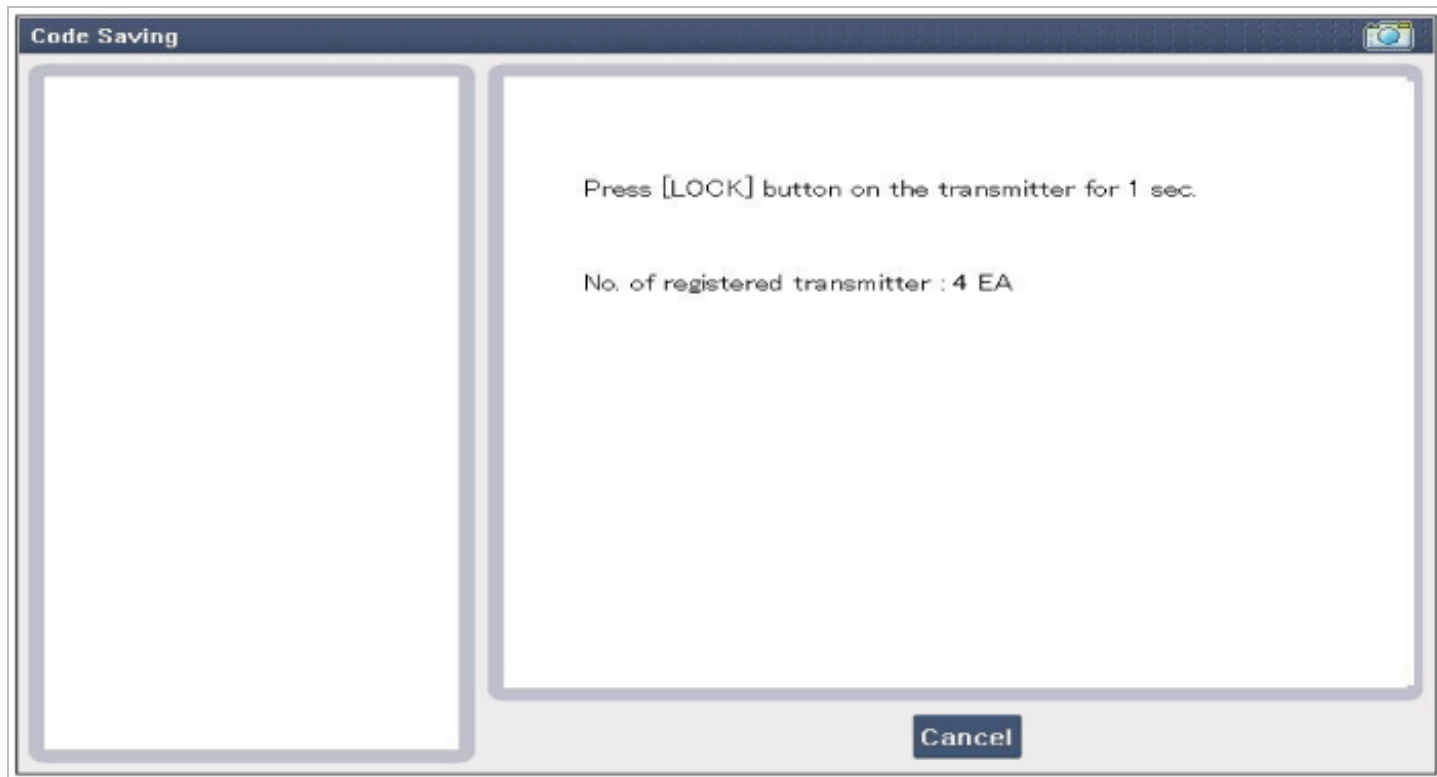 Code Saving
Press [LOCK] button on the transmitter for 1 sec.
No. of registered transmitter : 4 EA
Cancel